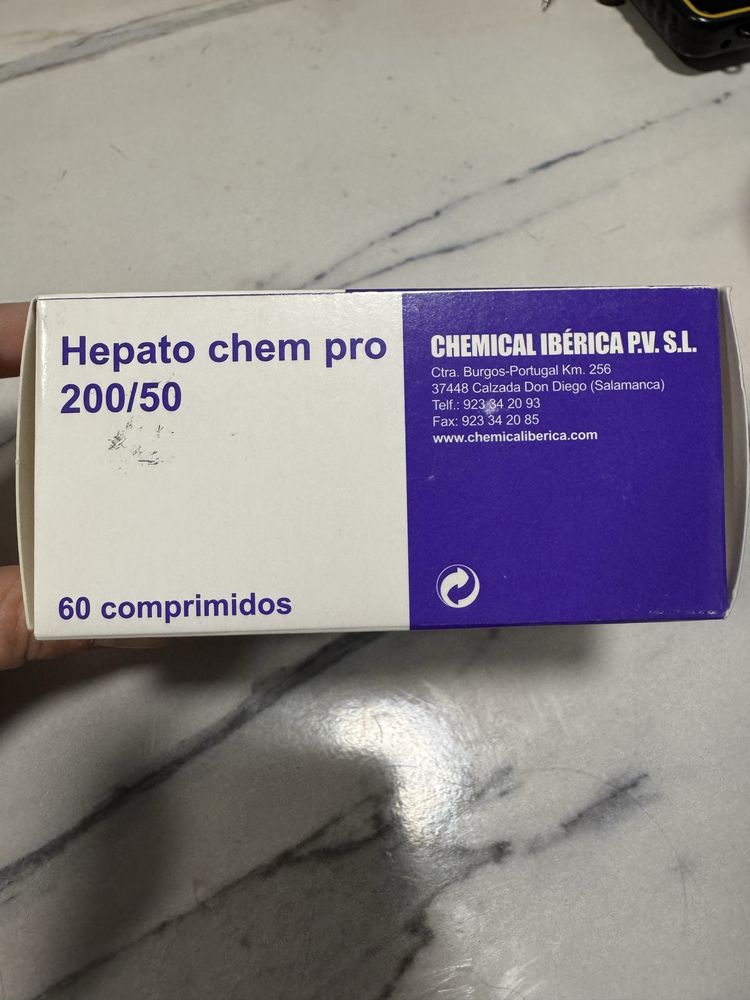 Hepato chem pro
200/50
60 comprimidos
CHEMICAL IBÉRICA P.V. S.L.
Ctra. Burgos-Portugal Km. 256
37448 Calzada Don Diego (Salamanca)
Telf.: 923 34 20 93
Fax: 923 34 20 85
www.chemicaliberica.com